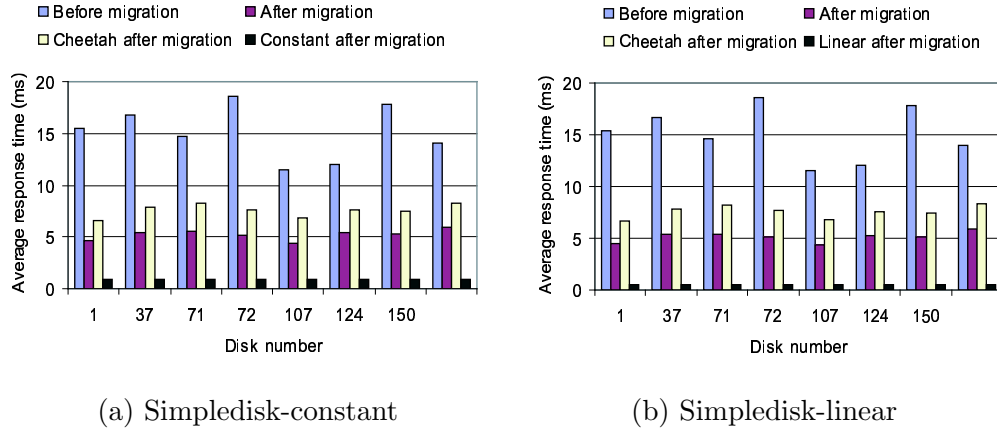 Before migration After migration
Cheetah after migration Constant after migration
20
15
10
5
0
Average response time (ms)
1 37 71 72 107 124 150
Disk number
(a) Simpledisk-constant
Before migration After migration
Cheetah after migration Linear after migration
20
15
10
5
0
Average response time (ms)
1 37 71 72 107 124 150
Disk number
(b) Simpledisk-linear